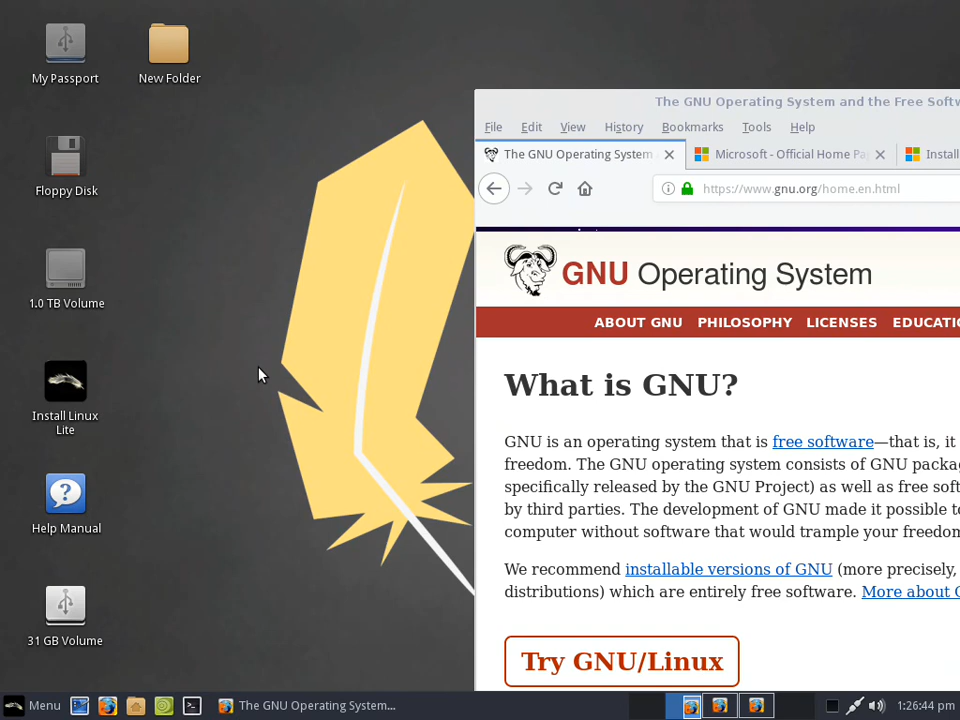 My Passport
New Folder
Floppy Disk
1.0 TB Volume
Install Linux
Lite
Help Manual
31 GB Volume
The GNU Operating System and the Free Softw
File Edit View History Bookmarks Tools Help
The GNU Operating System
Microsoft - Official Home Pa
Install
https://www.gnu.org/home.en.html
GNU Operating System
ABOUT GNU PHILOSOPHY LICENSES EDUCATIO
What is GNU?
GNU is an operating system that is free software—that is, it
freedom. The GNU operating system consists of GNU packa
specifically released by the GNU Project) as well as free soft
by third parties. The development of GNU made it possible to
computer without software that would trample your freedom
We recommend installable versions of GNU (more precisely,
distributions) which are entirely free software. More about G
Try GNU/Linux
Menu
The GNU Operating System...
1:26:44 pm